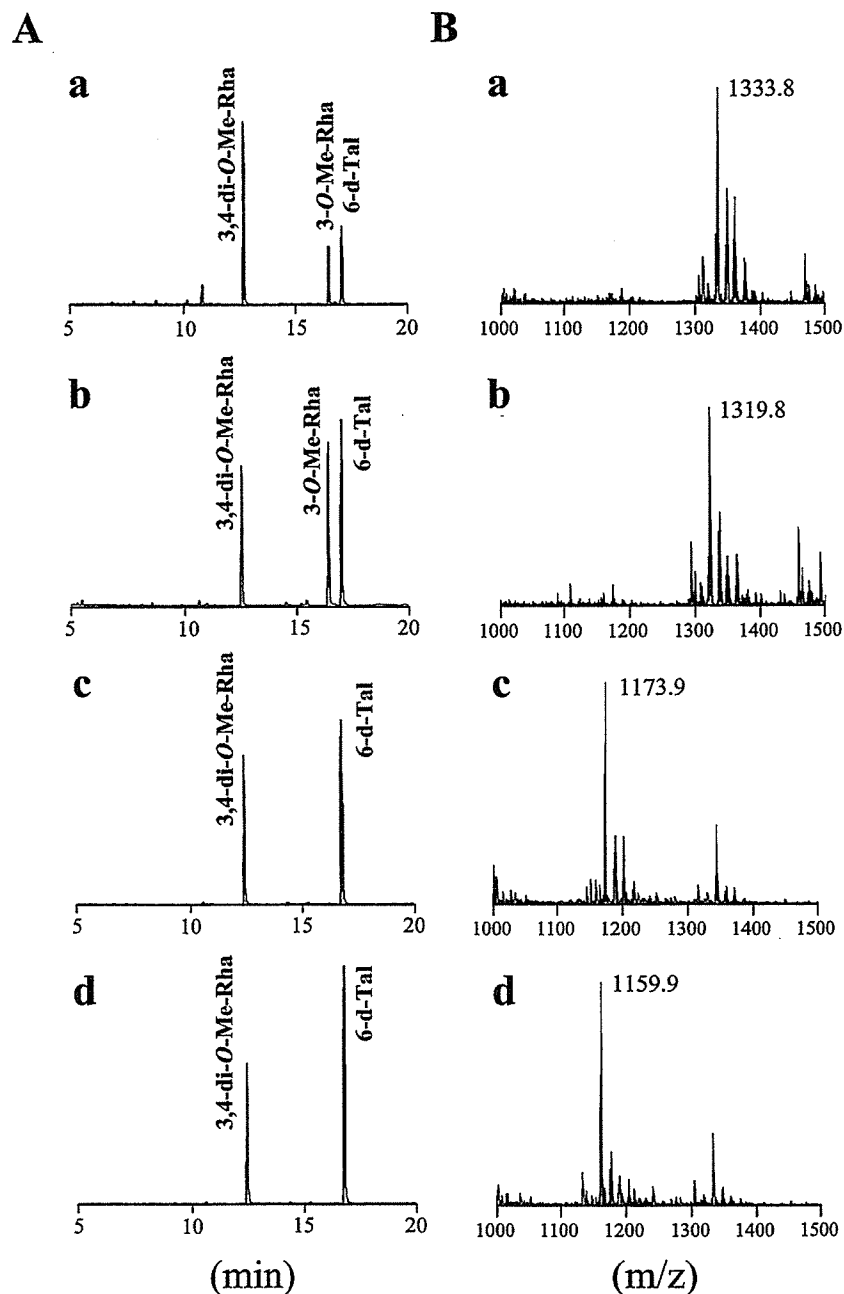 A
B
a
3,4-di-O-Me-Rha
3-O-Me-Rha
6-d-Tal
5 10 15 20
a
1333.8
1000 1100 1200 1300 1400 1500
b
3,4-di-O-Me-Rha
3-O-Me-Rha
6-d-Tal
5 10 15 20
b
1319.8
1000 1100 1200 1300 1400 1500
c
3,4-di-O-Me-Rha
6-d-Tal
5 10 15 20
c
1173.9
1000 1100 1200 1300 1400 1500
d
3,4-di-O-Me-Rha
6-d-Tal
5 10 15 20
d
1159.9
1000 1100 1200 1300 1400 1500
(min)
(m/z)